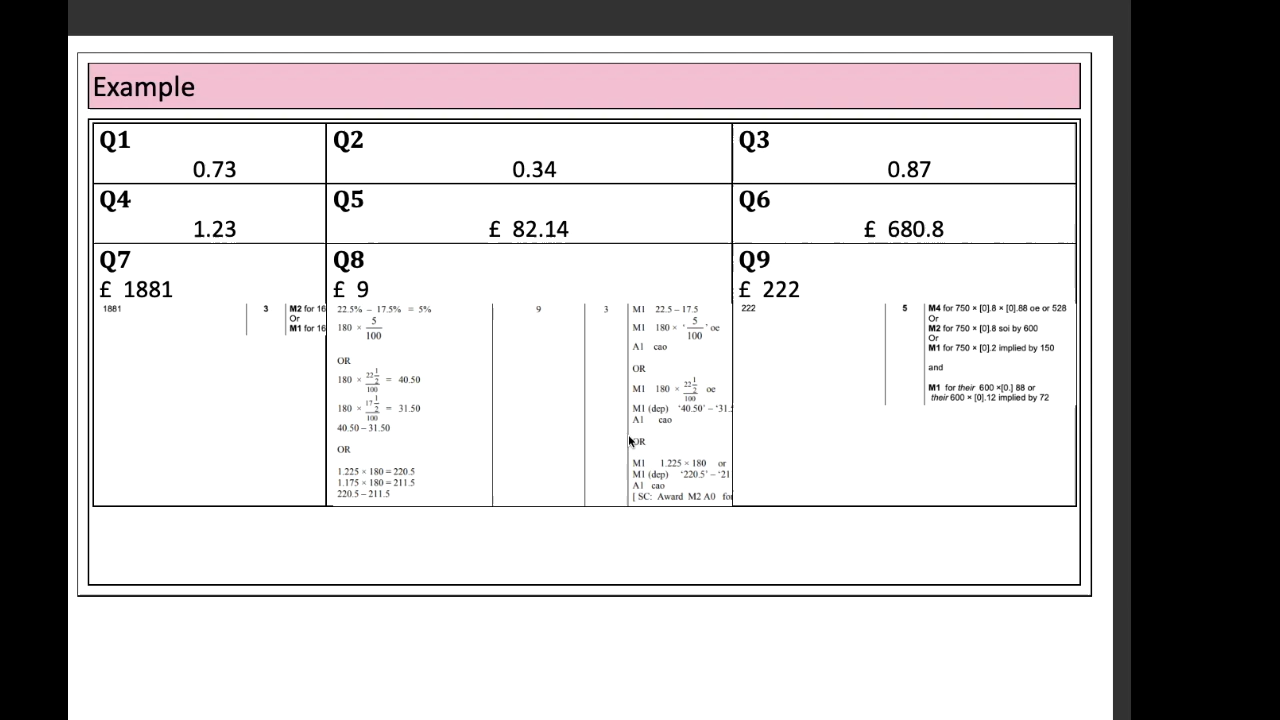 Example
Q1
0.73
Q2
0.34
Q3
0.87
Q4
1.23
Q5
£ 82.14
Q6
£ 680.8
Q7
£ 1881
1881 3 M2 for 16
Or
M1 for 16
Q8
£ 9
22.5% − 17.5% = 5% 9 3 M1 22.5 – 17.5
180 × 5/100 M1 180 × ‘5/100’ oe
A1 cao
OR OR
180 × 22½/100 = 40.50 M1 180 × 22½/100 oe
180 × 17½/100 = 31.50 M1 (dep) ‘40.50’ – ‘31.
40.50 – 31.50 A1 cao
OR OR
1.225 × 180 = 220.5 M1 1.225 × 180 or
1.175 × 180 = 211.5 M1 (dep) ‘220.5’ – ‘21
220.5 – 211.5 A1 cao
[ SC: Award M2 A0 for
Q9
£ 222
222 5 M4 for 750 × [0].8 × [0].88 oe or 528
Or
M2 for 750 × [0].8 soi by 600
Or
M1 for 750 × [0].2 implied by 150
and
M1 for their 600 ×[0.] 88 or
their 600 × [0].12 implied by 72